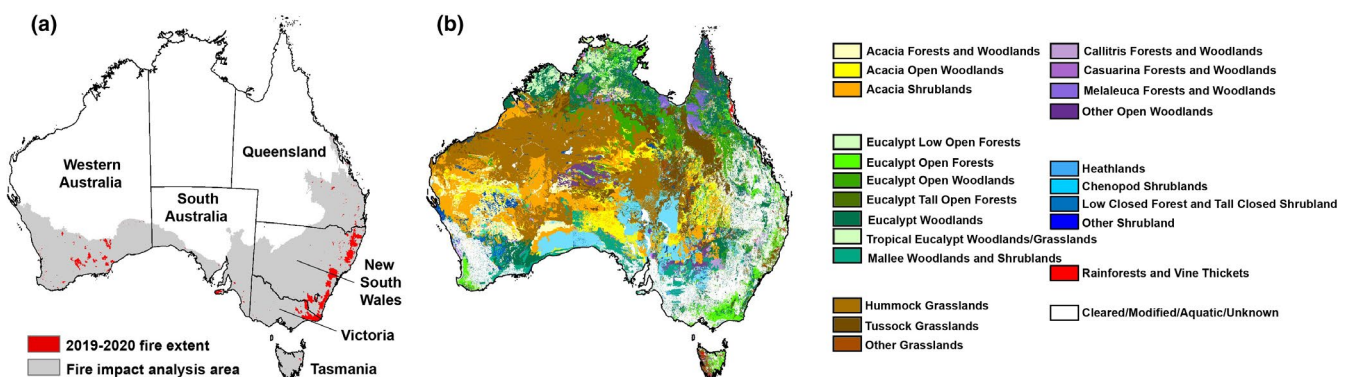 (a)
Western
Australia
Queensland
South
Australia
New
South
Wales
Victoria
Tasmania
2019-2020 fire extent
Fire impact analysis area
(b)
Acacia Forests and Woodlands
Acacia Open Woodlands
Acacia Shrublands
Eucalypt Low Open Forests
Eucalypt Open Forests
Eucalypt Open Woodlands
Eucalypt Tall Open Forests
Eucalypt Woodlands
Tropical Eucalypt Woodlands/Grasslands
Mallee Woodlands and Shrublands
Hummock Grasslands
Tussock Grasslands
Other Grasslands
Callitris Forests and Woodlands
Casuarina Forests and Woodlands
Melaleuca Forests and Woodlands
Other Open Woodlands
Heathlands
Chenopod Shrublands
Low Closed Forest and Tall Closed Shrubland
Other Shrubland
Rainforests and Vine Thickets
Cleared/Modified/Aquatic/Unknown